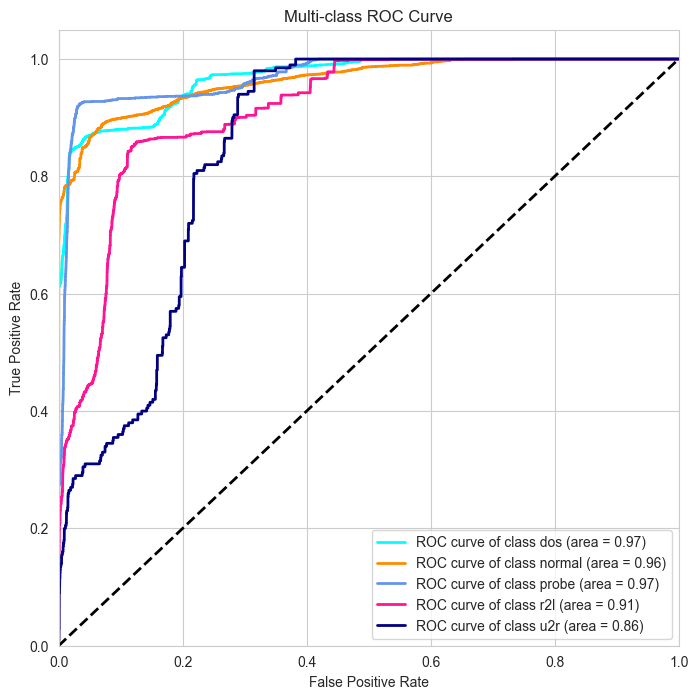 Multi-class ROC Curve
True Positive Rate
1.0
0.8
0.6
0.4
0.2
0.0
ROC curve of class dos (area = 0.97)
ROC curve of class normal (area = 0.96)
ROC curve of class probe (area = 0.97)
ROC curve of class r2l (area = 0.91)
ROC curve of class u2r (area = 0.86)
0.0 0.2 0.4 0.6 0.8 1.0
False Positive Rate